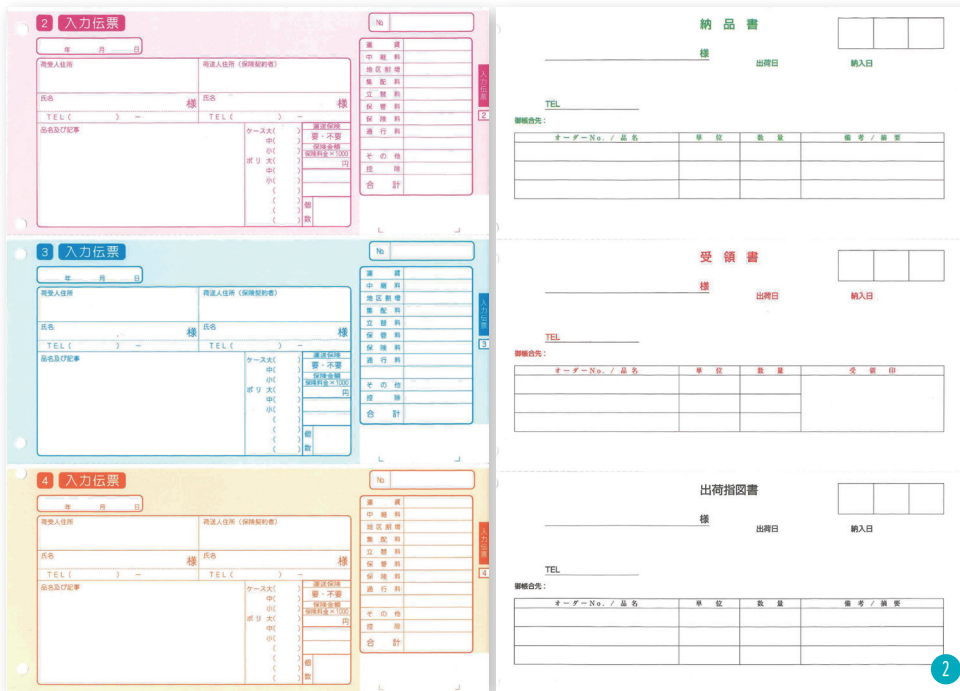 2 入力伝票
No
年 月 日
荷受人住所
荷送人住所(保険契約者)
氏名 様
氏名 様
TEL( ) −
TEL( ) −
品名及び記事
ケース大( )
中( )
小( )
ポリ 大( )
中( )
小( )
( )
( )
( )
( )
運送保険
要・不要
保険金額
保険料金×1000
円
個数
運賃
中継料
地区割増
集配料
立替料
保管料
保険料
通行料
その他
控除
合計
入力伝票
2
3 入力伝票
No
年 月 日
荷受人住所
荷送人住所(保険契約者)
氏名 様
氏名 様
TEL( ) −
TEL( ) −
品名及び記事
ケース大( )
中( )
小( )
ポリ 大( )
中( )
小( )
( )
( )
( )
( )
運送保険
要・不要
保険金額
保険料金×1000
円
個数
運賃
中継料
地区割増
集配料
立替料
保管料
保険料
通行料
その他
控除
合計
入力伝票
3
4 入力伝票
No
年 月 日
荷受人住所
荷送人住所(保険契約者)
氏名 様
氏名 様
TEL( ) −
TEL( ) −
品名及び記事
ケース大( )
中( )
小( )
ポリ 大( )
中( )
小( )
( )
( )
( )
( )
運送保険
要・不要
保険金額
保険料金×1000
円
個数
運賃
中継料
地区割増
集配料
立替料
保管料
保険料
通行料
その他
控除
合計
入力伝票
4
納品書
様
出荷日 納入日
TEL
御帳合先:
オーダーNo. / 品名 単位 数量 備考 / 摘要
受領書
様
出荷日 納入日
TEL
御帳合先:
オーダーNo. / 品名 単位 数量 受領印
出荷指図書
様
出荷日 納入日
TEL
御帳合先:
オーダーNo. / 品名 単位 数量 備考 / 摘要
2